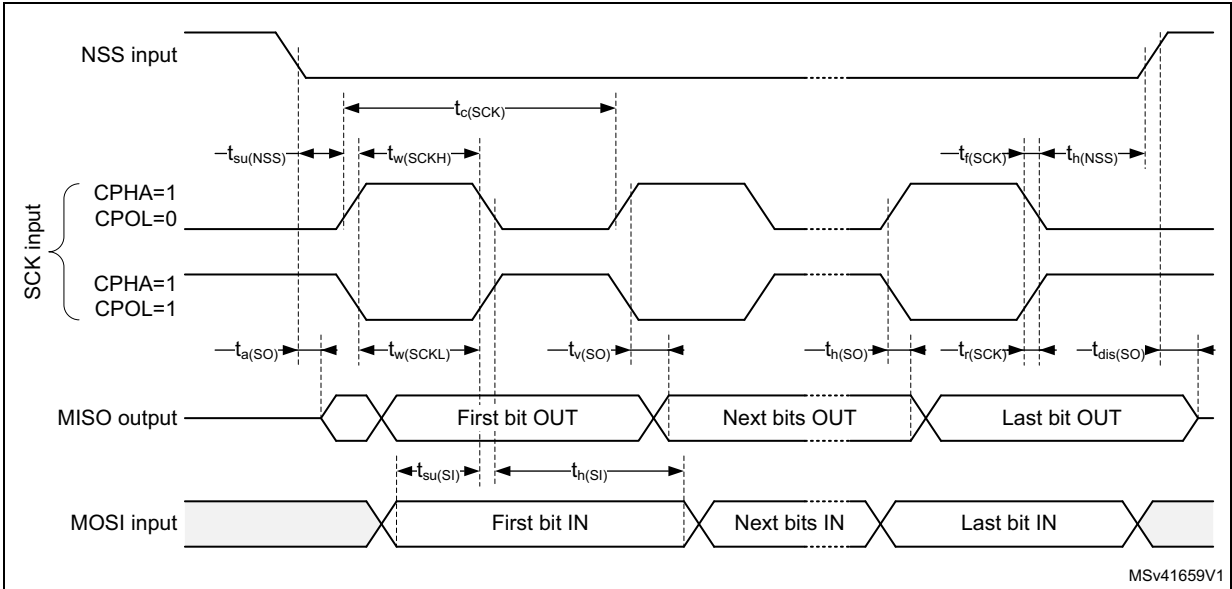 NSS input
tc(SCK)
tsu(NSS) tw(SCKH) tf(SCK) th(NSS)
SCK input
CPHA=1
CPOL=0
CPHA=1
CPOL=1
ta(SO) tw(SCKL) tv(SO) th(SO) tr(SCK) tdis(SO)
MISO output First bit OUT Next bits OUT Last bit OUT
tsu(SI) th(SI)
MOSI input First bit IN Next bits IN Last bit IN
MSv41659V1